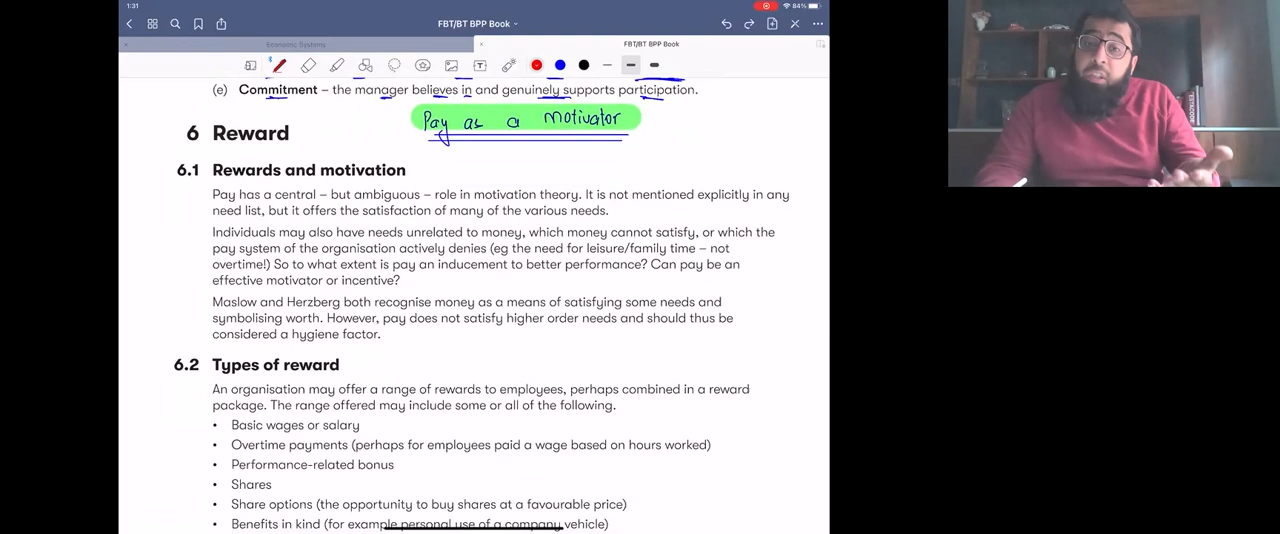 1:31
84%
FBT/BT BPP Book
Economic Systems
FBT/BT BPP Book
(e) Commitment – the manager believes in and genuinely supports participation.
Pay as a motivator
6 Reward
6.1 Rewards and motivation
Pay has a central – but ambiguous – role in motivation theory. It is not mentioned explicitly in any
need list, but it offers the satisfaction of many of the various needs.
Individuals may also have needs unrelated to money, which money cannot satisfy, or which the
pay system of the organisation actively denies (eg the need for leisure/family time – not
overtime!) So to what extent is pay an inducement to better performance? Can pay be an
effective motivator or incentive?
Maslow and Herzberg both recognise money as a means of satisfying some needs and
symbolising worth. However, pay does not satisfy higher order needs and should thus be
considered a hygiene factor.
6.2 Types of reward
An organisation may offer a range of rewards to employees, perhaps combined in a reward
package. The range offered may include some or all of the following.
• Basic wages or salary
• Overtime payments (perhaps for employees paid a wage based on hours worked)
• Performance-related bonus
• Shares
• Share options (the opportunity to buy shares at a favourable price)
• Benefits in kind (for example personal use of a company vehicle)